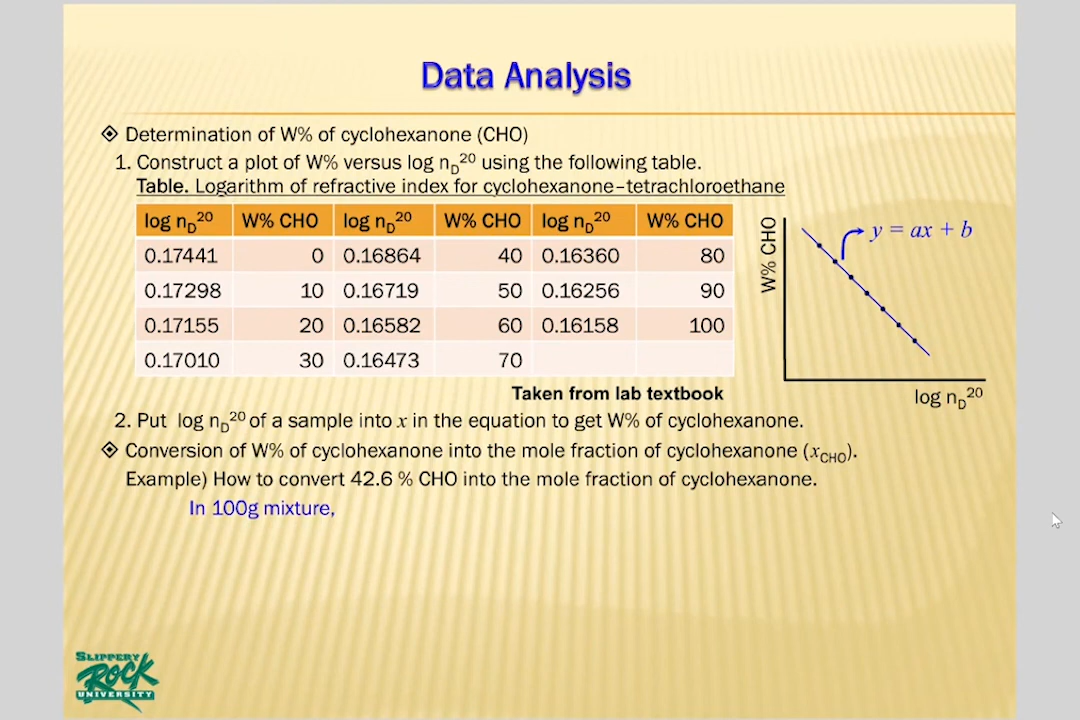 Data Analysis
Determination of W% of cyclohexanone (CHO)
1. Construct a plot of W% versus log n_D^20 using the following table.
Table. Logarithm of refractive index for cyclohexanone–tetrachloroethane
log n_D^20 W% CHO log n_D^20 W% CHO log n_D^20 W% CHO
0.17441 0 0.16864 40 0.16360 80
0.17298 10 0.16719 50 0.16256 90
0.17155 20 0.16582 60 0.16158 100
0.17010 30 0.16473 70
Taken from lab textbook
W% CHO
y = ax + b
log n_D^20
2. Put log n_D^20 of a sample into x in the equation to get W% of cyclohexanone.
Conversion of W% of cyclohexanone into the mole fraction of cyclohexanone (x_CHO).
Example) How to convert 42.6 % CHO into the mole fraction of cyclohexanone.
In 100g mixture,
SLIPPERY
ROCK
UNIVERSITY